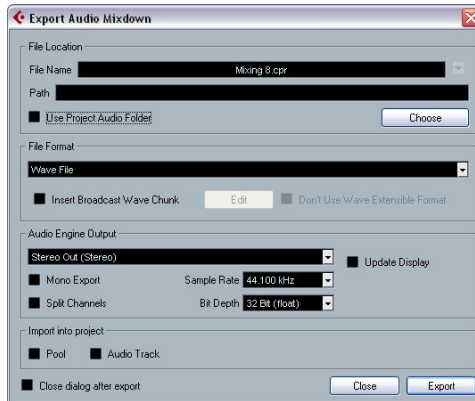 Export Audio Mixdown
File Location
File Name Mixing 8.cpr
Path
Use Project Audio Folder Choose
File Format
Wave File
Insert Broadcast Wave Chunk Edit Don't Use Wave Extensible Format
Audio Engine Output
Stereo Out (Stereo) Update Display
Mono Export Sample Rate 44.100 kHz
Split Channels Bit Depth 32 Bit (float)
Import into project
Pool Audio Track
Close dialog after export Close Export